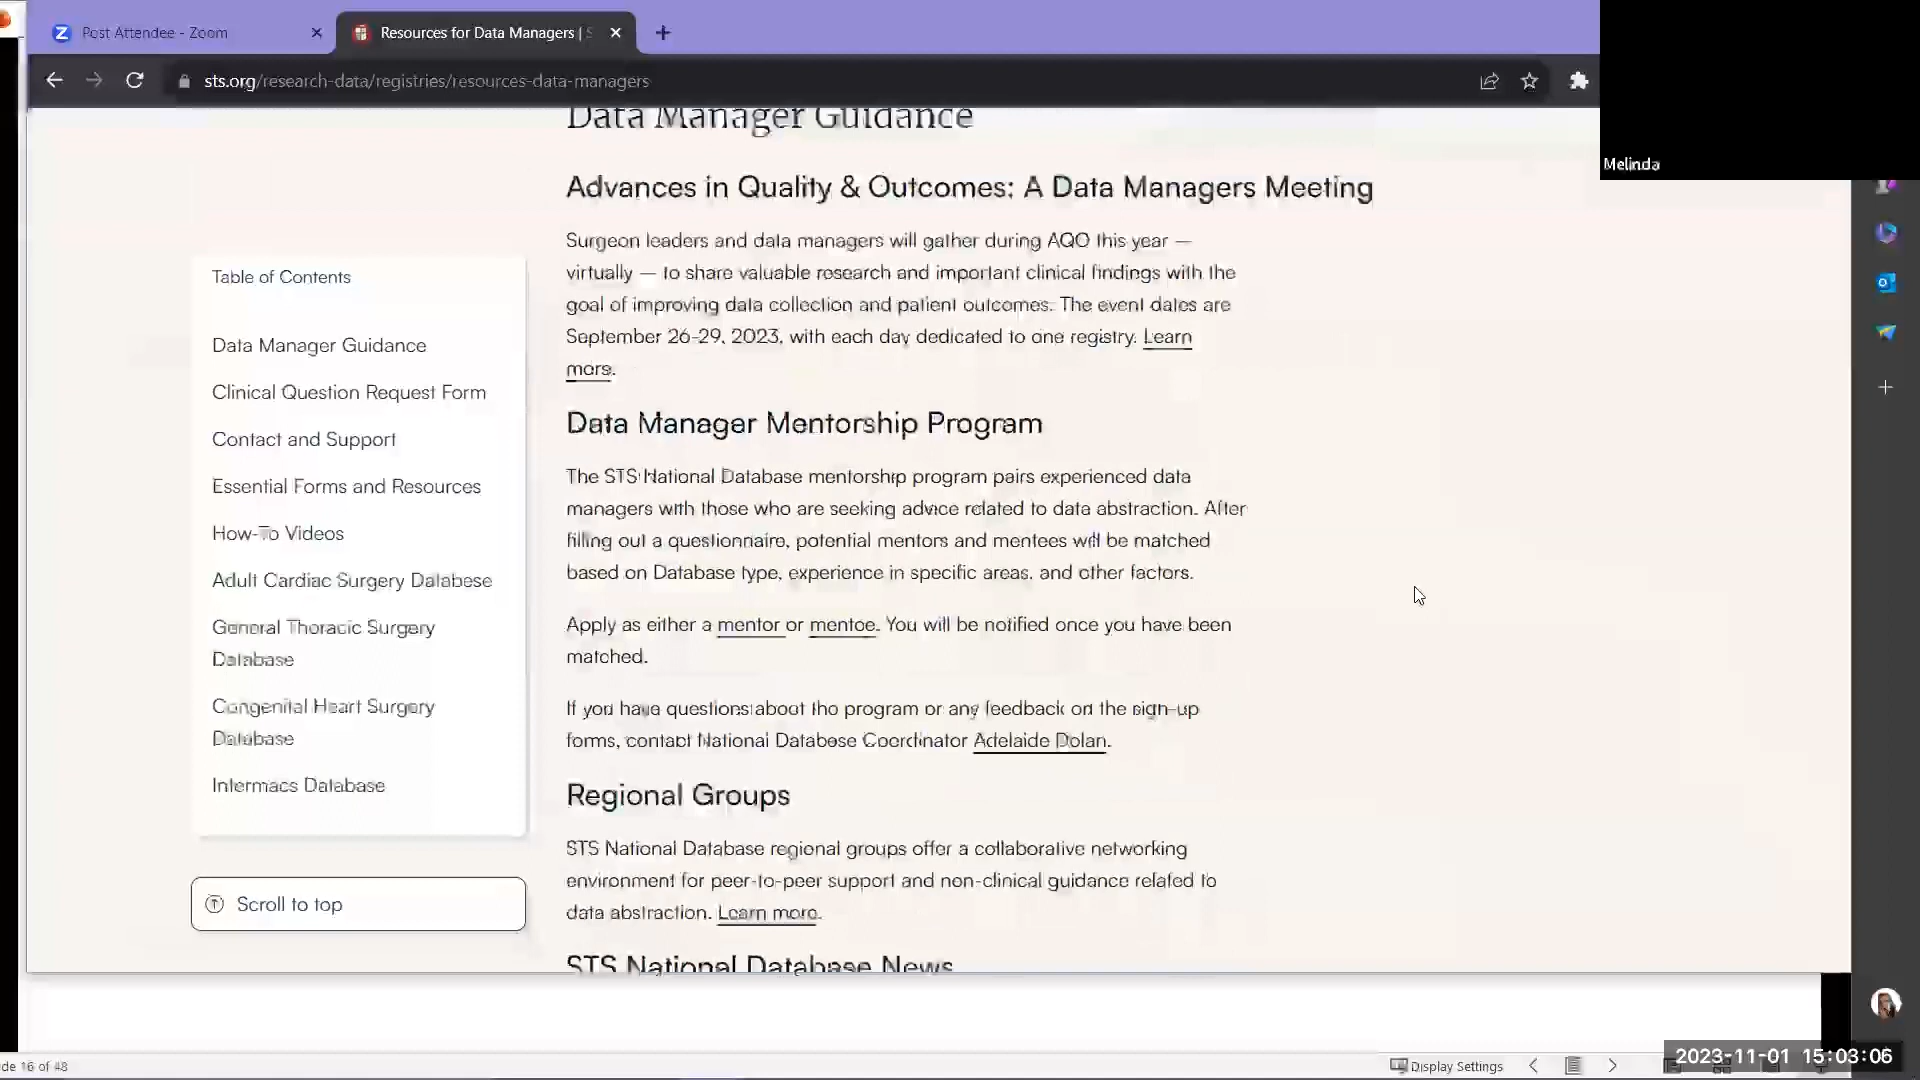 Post Attendee - Zoom
Resources for Data Managers | S
sts.org/research-data/registries/resources-data-managers
Melinda
Data Manager Guidance
Advances in Quality & Outcomes: A Data Managers Meeting
Surgeon leaders and data managers will gather during AQO this year —
virtually — to share valuable research and important clinical findings with the
goal of improving data collection and patient outcomes. The event dates are
September 26-29, 2023, with each day dedicated to one registry. Learn
more.
Data Manager Mentorship Program
The STS National Database mentorship program pairs experienced data
managers with those who are seeking advice related to data abstraction. After
filling out a questionnaire, potential mentors and mentees will be matched
based on Database type, experience in specific areas, and other factors.
Apply as either a mentor or mentee. You will be notified once you have been
matched.
If you have questions about the program or any feedback on the sign-up
forms, contact National Database Coordinator Adelaide Dolan.
Regional Groups
STS National Database regional groups offer a collaborative networking
environment for peer-to-peer support and non-clinical guidance related to
data abstraction. Learn more.
STS National Database News
Table of Contents
Data Manager Guidance
Clinical Question Request Form
Contact and Support
Essential Forms and Resources
How-To Videos
Adult Cardiac Surgery Database
General Thoracic Surgery
Database
Congenital Heart Surgery
Database
Intermacs Database
Scroll to top
de 16 of 48
Display Settings
2023-11-01 15:03:06